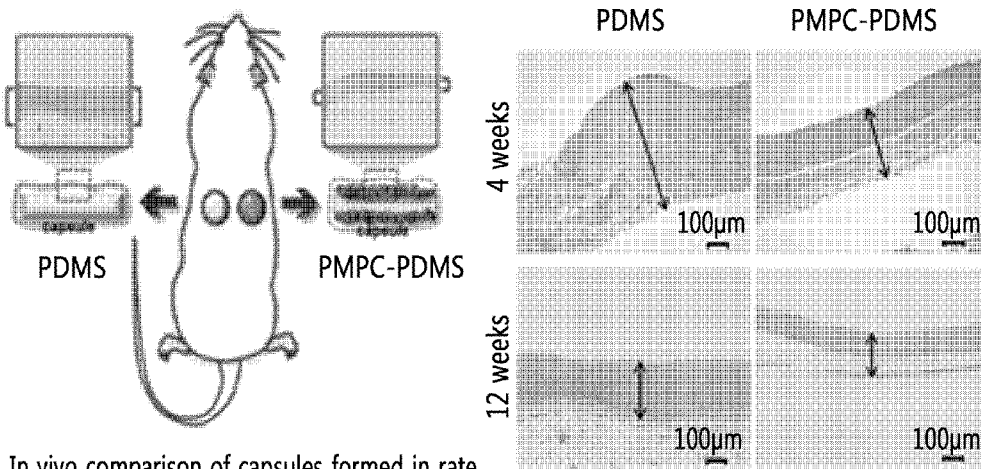 PDMS PMPC-PDMS
4 weeks
100µm 100µm
capsule capsule
PDMS PMPC-PDMS
12 weeks
100µm 100µm
In vivo comparison of capsules formed in rate